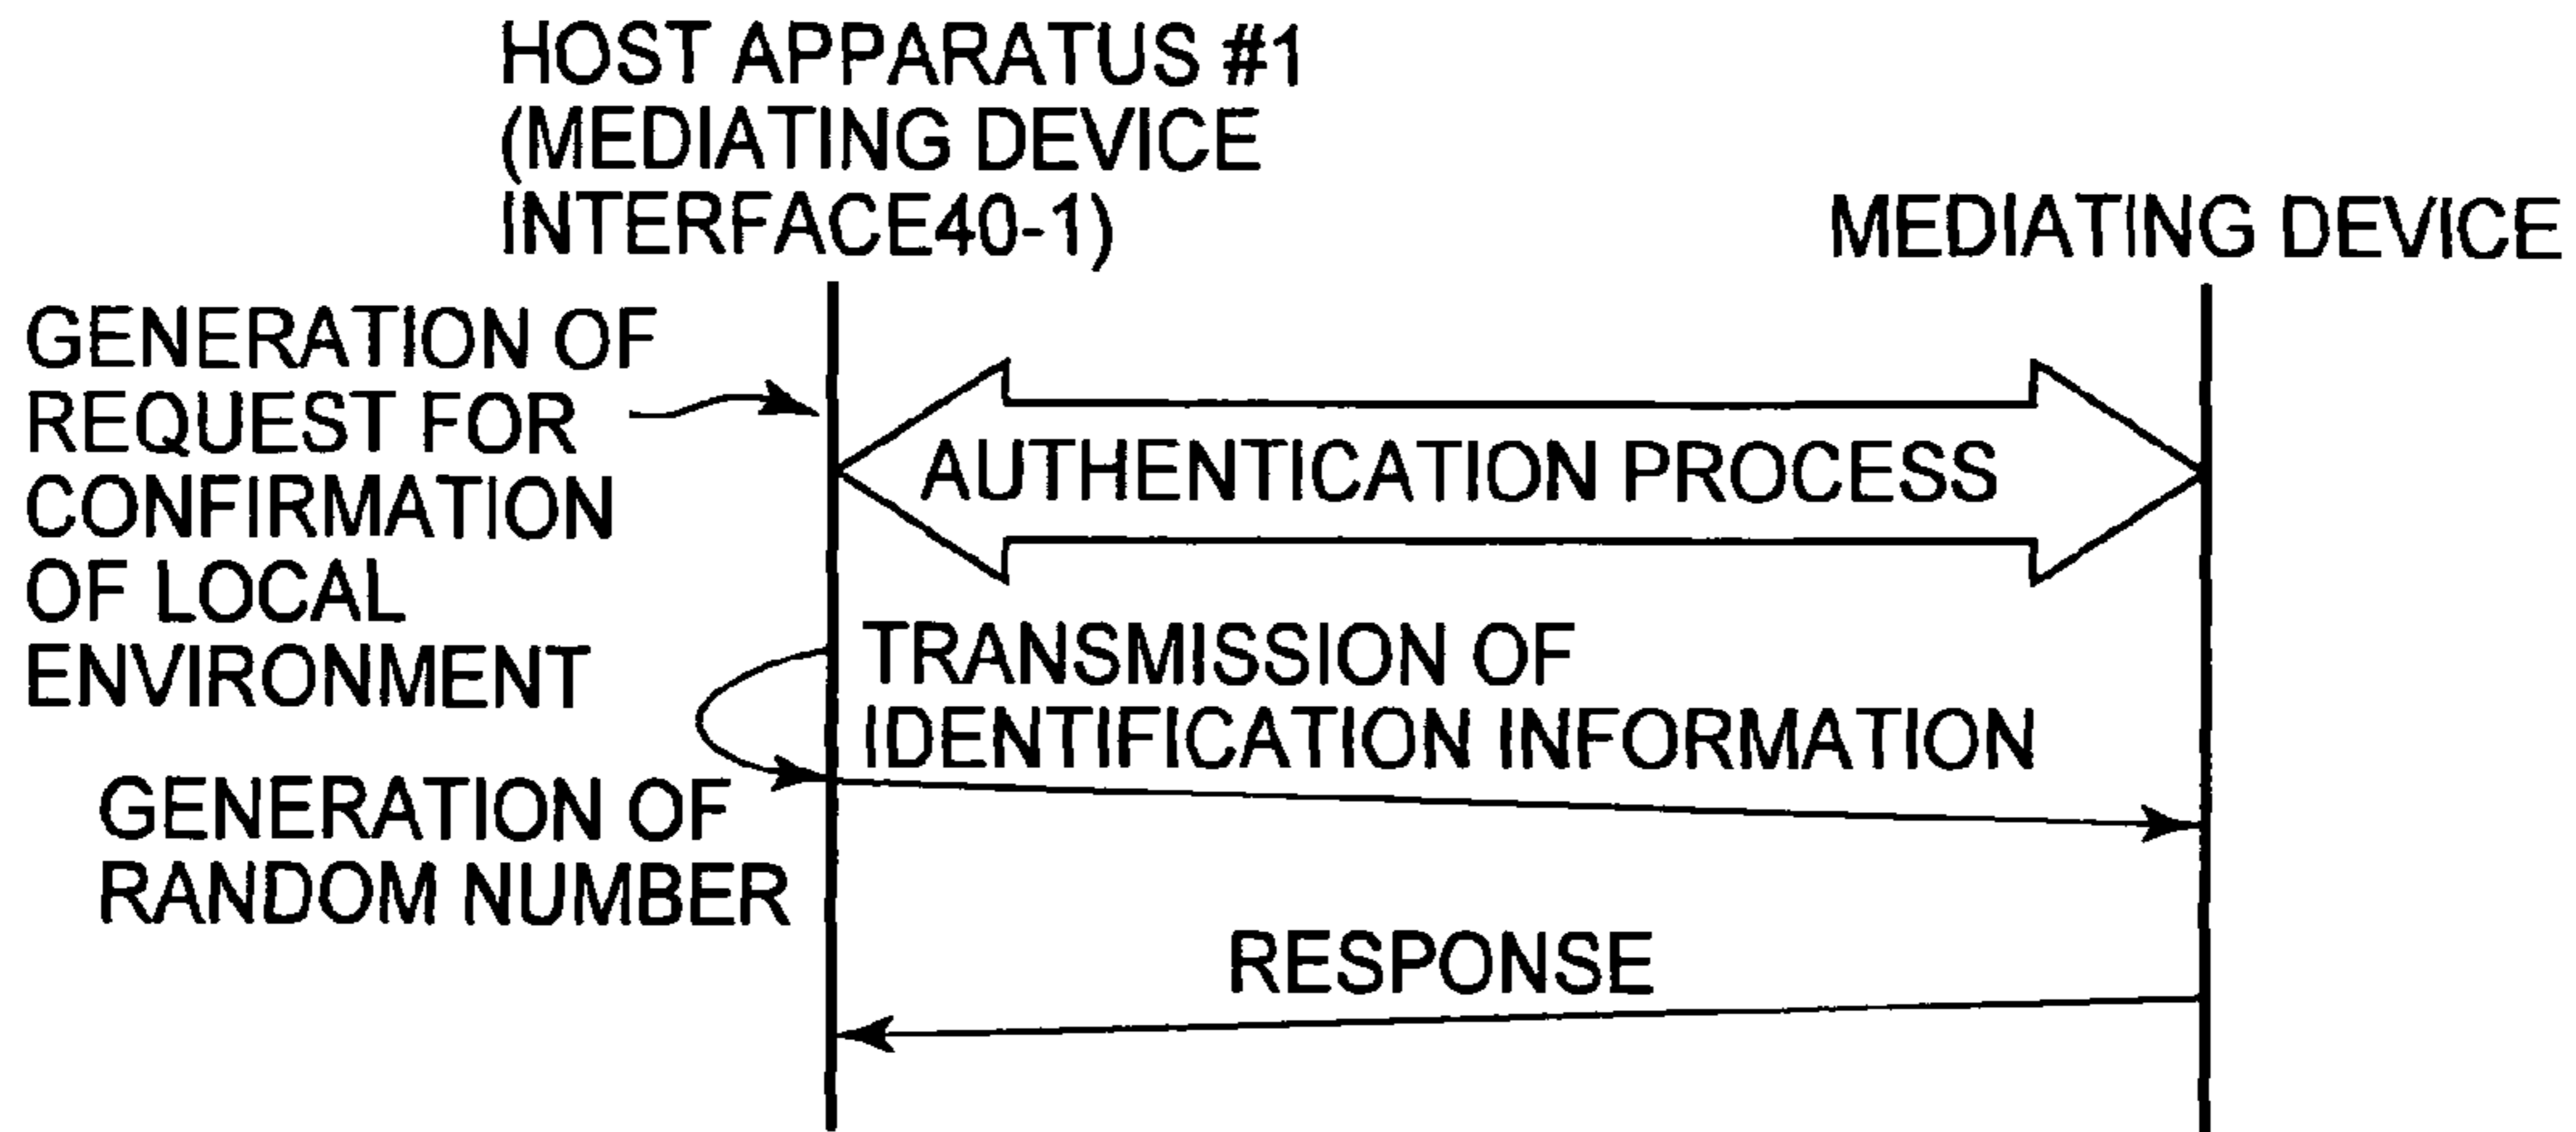 HOST APPARATUS #1
(MEDIATING DEVICE
INTERFACE40-1)
MEDIATING DEVICE
GENERATION OF
REQUEST FOR
CONFIRMATION
OF LOCAL
ENVIRONMENT
AUTHENTICATION PROCESS
TRANSMISSION OF
IDENTIFICATION INFORMATION
GENERATION OF
RANDOM NUMBER
RESPONSE